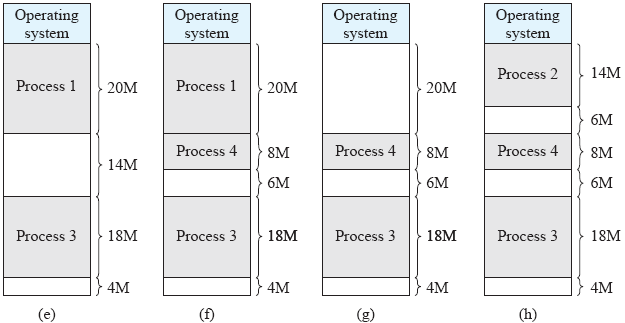 Operating
system
Process 1
20M
14M
Process 3
18M
4M
(e)
Operating
system
Process 1
20M
Process 4
8M
6M
Process 3
18M
4M
(f)
Operating
system
20M
Process 4
8M
6M
Process 3
18M
4M
(g)
Operating
system
Process 2
14M
6M
Process 4
8M
6M
Process 3
18M
4M
(h)